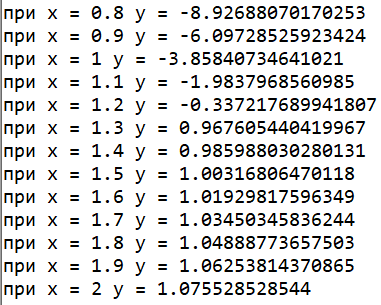 при x = 0.8 y = -8.92688070170253
при x = 0.9 y = -6.09728525923424
при x = 1 y = -3.85840734641021
при x = 1.1 y = -1.9837968560985
при x = 1.2 y = -0.337217689941807
при x = 1.3 y = 0.967605440419967
при x = 1.4 y = 0.985988030280131
при x = 1.5 y = 1.00316806470118
при x = 1.6 y = 1.01929817596349
при x = 1.7 y = 1.03450345836244
при x = 1.8 y = 1.04888773657503
при x = 1.9 y = 1.06253814370865
при x = 2 y = 1.075528528544